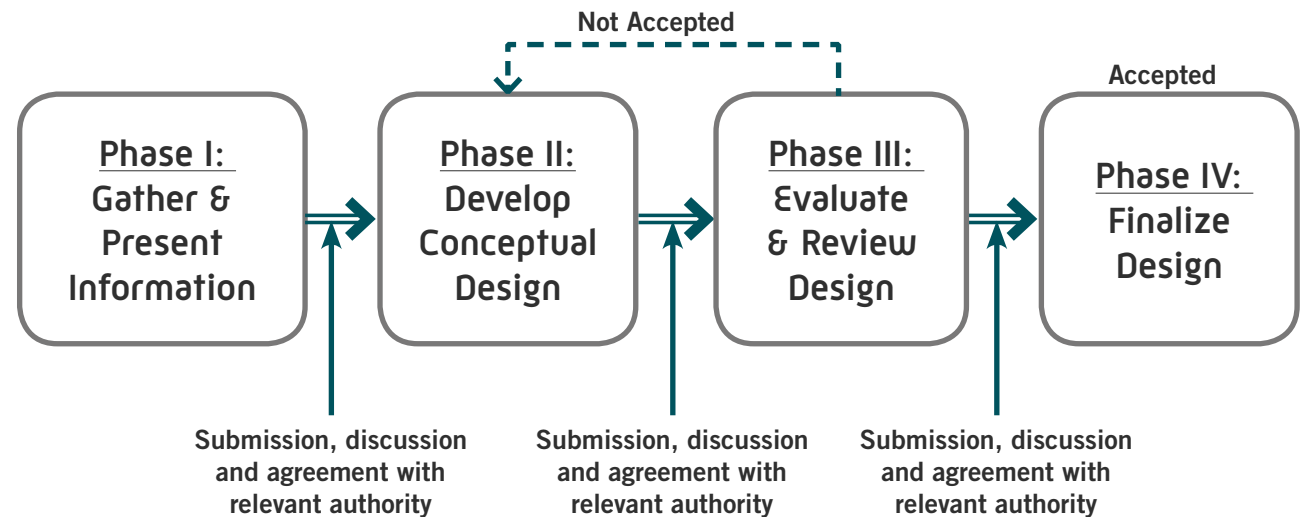 Not Accepted
Accepted
Phase I:
Gather &
Present
Information
Phase II:
Develop
Conceptual
Design
Phase III:
Evaluate
& Review
Design
Phase IV:
Finalize
Design
Submission, discussion
and agreement with
relevant authority
Submission, discussion
and agreement with
relevant authority
Submission, discussion
and agreement with
relevant authority